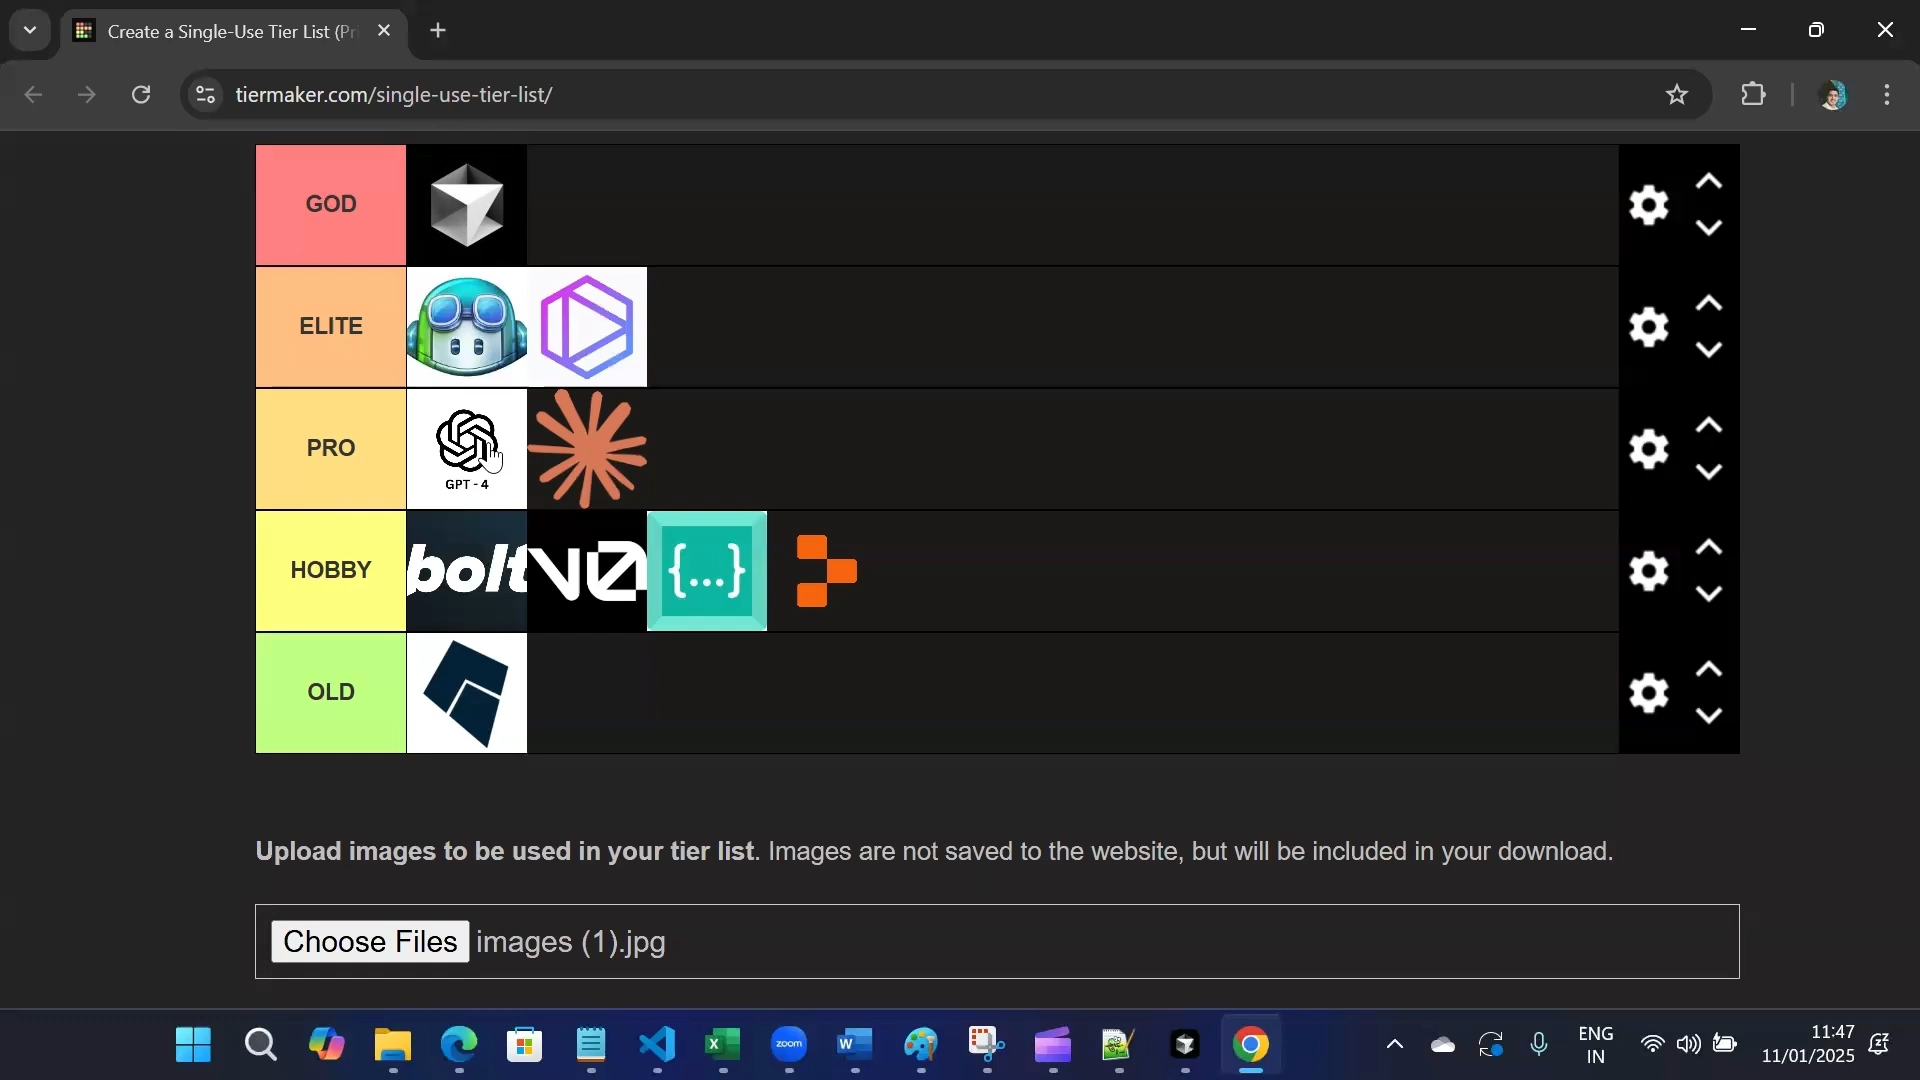 Create a Single-Use Tier List (Pr
tiermaker.com/single-use-tier-list/
GOD
ELITE
PRO
GPT - 4
HOBBY
bolt
v0
{...}
OLD
Upload images to be used in your tier list. Images are not saved to the website, but will be included in your download.
Choose Files images (1).jpg
zoom
ENG
IN
11:47
11/01/2025